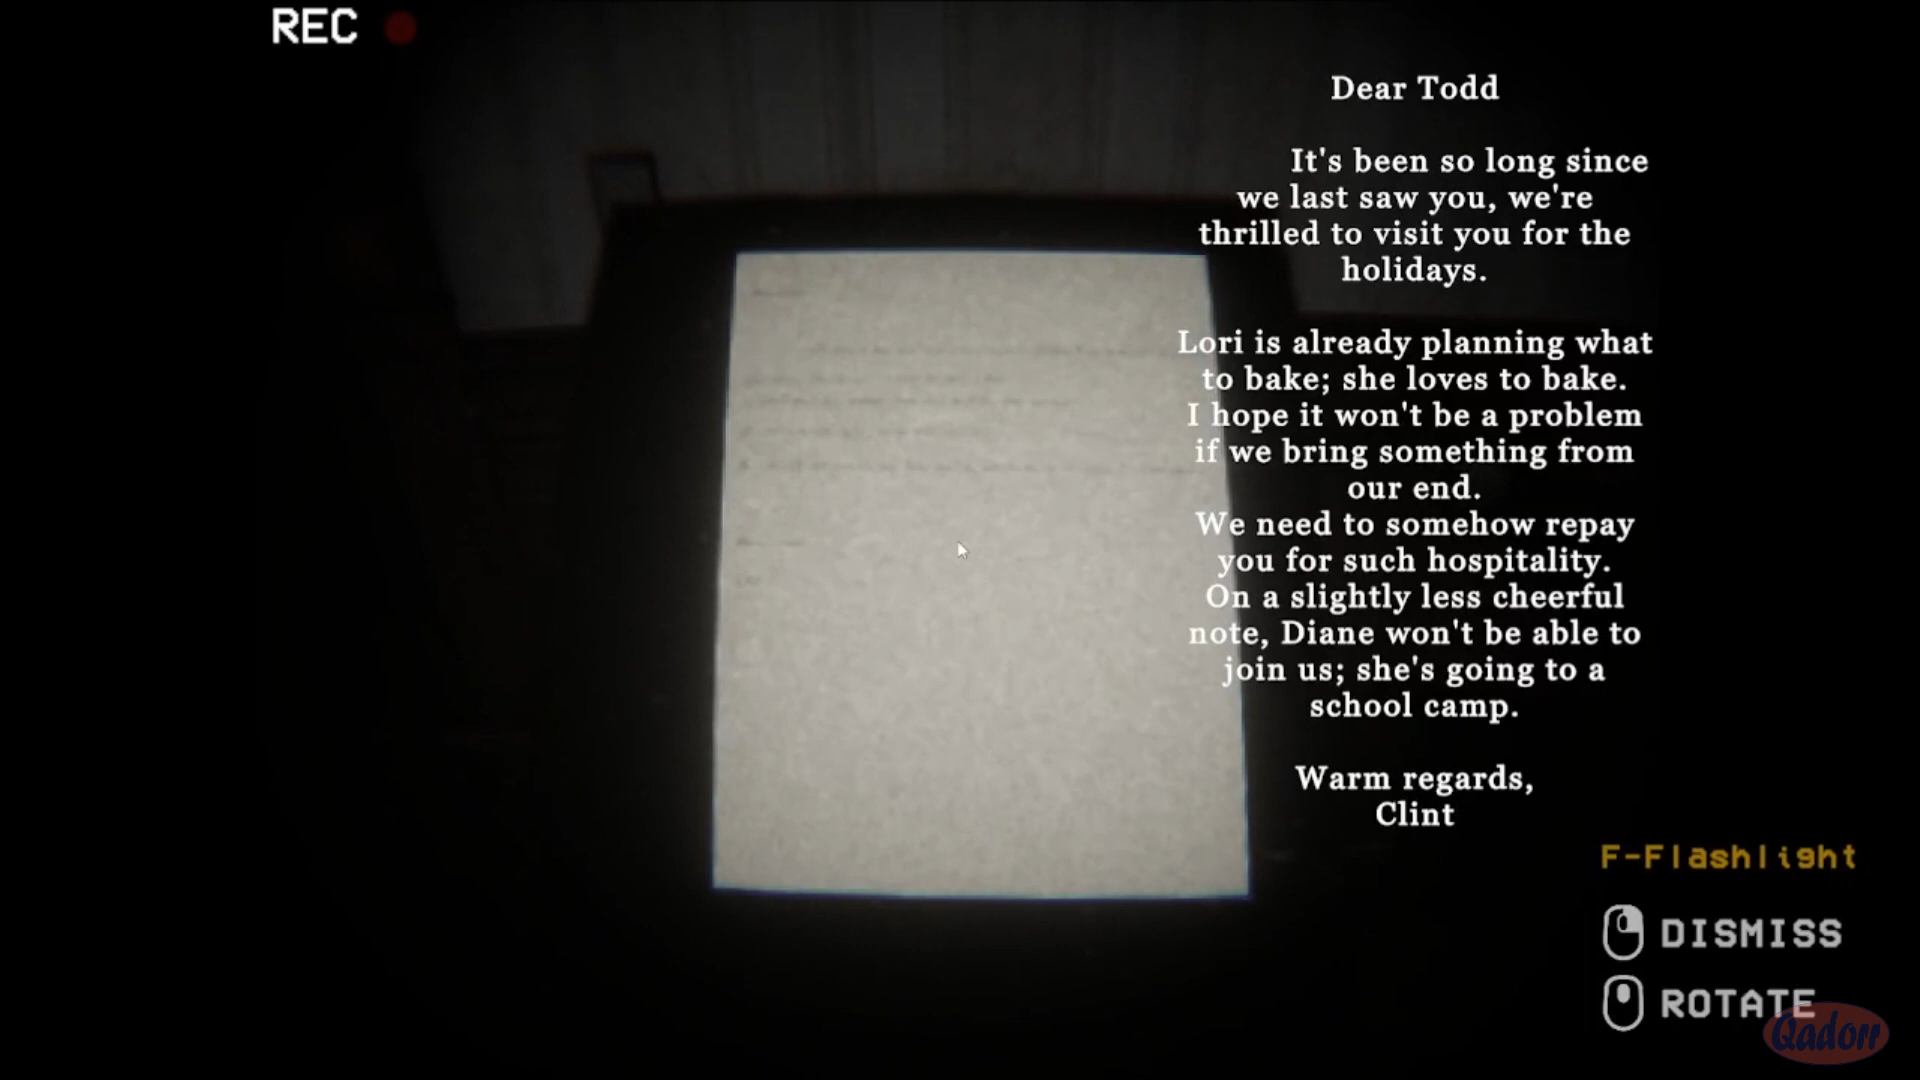 REC
Dear Todd
It's been so long since
we last saw you, we're
thrilled to visit you for the
holidays.
Lori is already planning what
to bake; she loves to bake.
I hope it won't be a problem
if we bring something from
our end.
We need to somehow repay
you for such hospitality.
On a slightly less cheerful
note, Diane won't be able to
join us; she's going to a
school camp.
Warm regards,
Clint
F-Flashlight
DISMISS
ROTATE
Qadorr